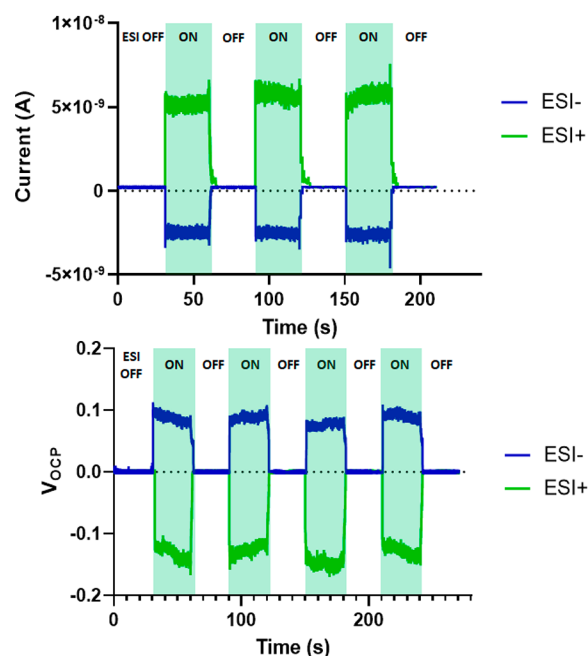 1×10⁻⁸
ESI OFF ON OFF ON OFF ON OFF
5×10⁻⁹
0
-5×10⁻⁹
Current (A)
0 50 100 150 200
Time (s)
ESI-
ESI+
0.2
ESI
OFF
ON OFF ON OFF ON OFF ON OFF
0.1
0.0
-0.1
-0.2
VOCP
0 100 200
Time (s)
ESI-
ESI+